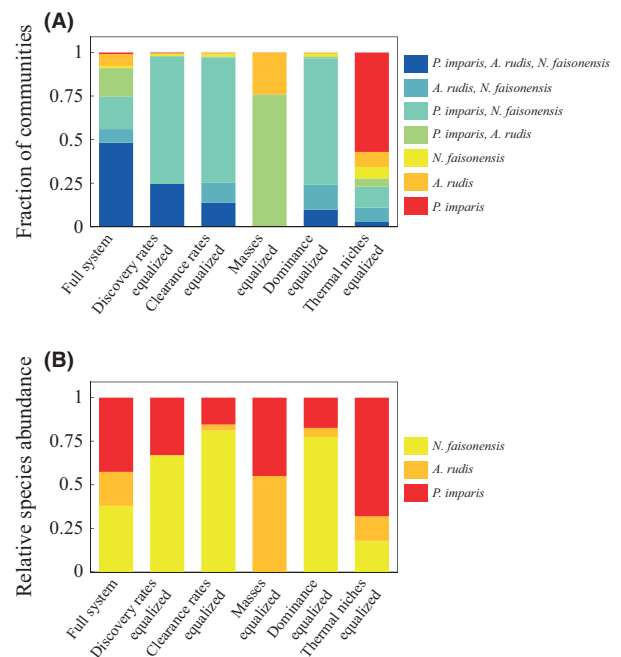 (A)
Fraction of communities
1
0.75
0.5
0.25
0
Full system
Discovery rates
equalized
Clearance rates
equalized
Masses
equalized
Dominance
equalized
Thermal niches
equalized
P. imparis, A. rudis, N. faisonensis
A. rudis, N. faisonensis
P. imparis, N. faisonensis
P. imparis, A. rudis
N. faisonensis
A. rudis
P. imparis
(B)
Relative species abundance
1
0.75
0.5
0.25
0
Full system
Discovery rates
equalized
Clearance rates
equalized
Masses
equalized
Dominance
equalized
Thermal niches
equalized
N. faisonensis
A. rudis
P. imparis